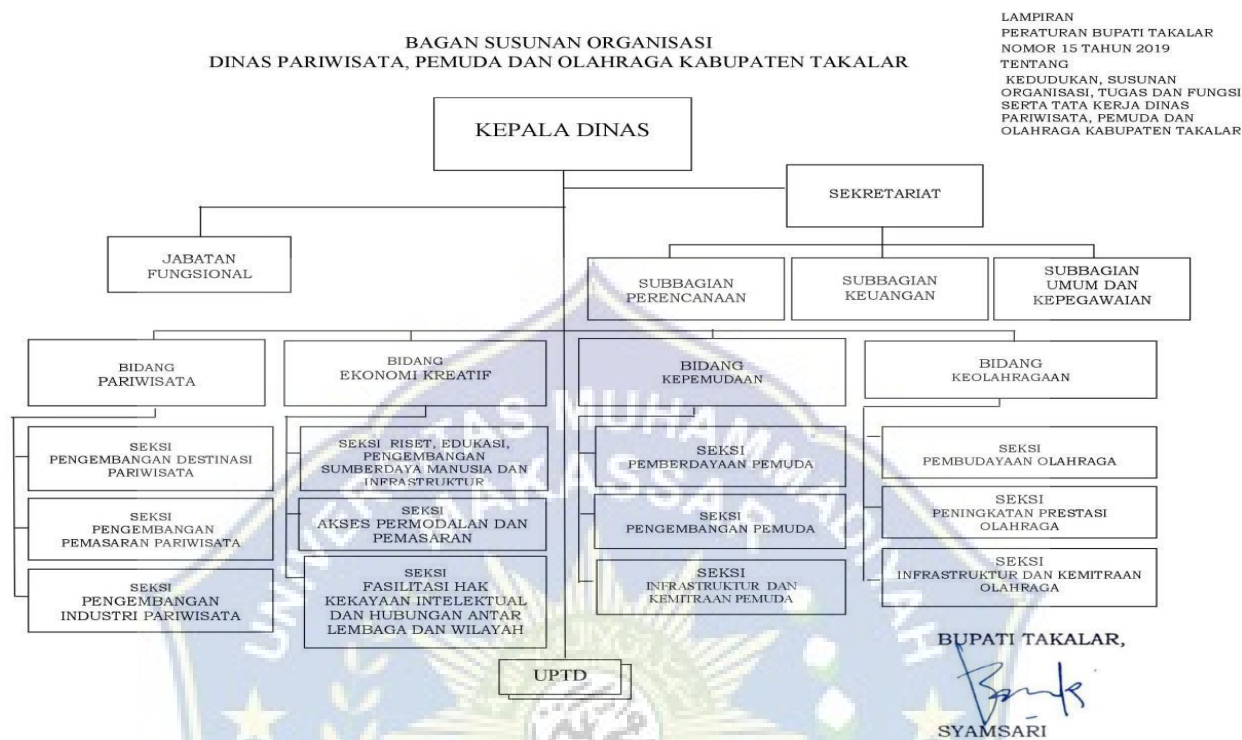 LAMPIRAN
PERATURAN BUPATI TAKALAR
NOMOR 15 TAHUN 2019
TENTANG
KEDUDUKAN, SUSUNAN
ORGANISASI, TUGAS DAN FUNGSI
SERTA TATA KERJA DINAS
PARIWISATA, PEMUDA DAN
OLAHRAGA KABUPATEN TAKALAR
BAGAN SUSUNAN ORGANISASI
DINAS PARIWISATA, PEMUDA DAN OLAHRAGA KABUPATEN TAKALAR
KEPALA DINAS
SEKRETARIAT
JABATAN
FUNGSIONAL
SUBBAGIAN
PERENCANAAN
SUBBAGIAN
KEUANGAN
SUBBAGIAN
UMUM DAN
KEPEGAWAIAN
BIDANG
PARIWISATA
BIDANG
EKONOMI KREATIF
BIDANG
KEPEMUDAAN
BIDANG
KEOLAHRAGAAN
SEKSI
PENGEMBANGAN DESTINASI
PARIWISATA
SEKSI
PENGEMBANGAN
PEMASARAN PARIWISATA
SEKSI
PENGEMBANGAN
INDUSTRI PARIWISATA
SEKSI RISET, EDUKASI,
PENGEMBANGAN
SUMBERDAYA MANUSIA DAN
INFRASTRUKTUR
SEKSI
AKSES PERMODALAN DAN
PEMASARAN
SEKSI
FASILITASI HAK
KEKAYAAN INTELEKTUAL
DAN HUBUNGAN ANTAR
LEMBAGA DAN WILAYAH
SEKSI
PEMBERDAYAAN PEMUDA
SEKSI
PENGEMBANGAN PEMUDA
SEKSI
INFRASTRUKTUR DAN
KEMITRAAN PEMUDA
SEKSI
PEMBUDAYAAN OLAHRAGA
SEKSI
PENINGKATAN PRESTASI
OLAHRAGA
SEKSI
INFRASTRUKTUR DAN KEMITRAAN
OLAHRAGA
UPTD
BUPATI TAKALAR,
SYAMSARI
UNIVERSITAS MUHAMMADIYAH
MAKASSAR